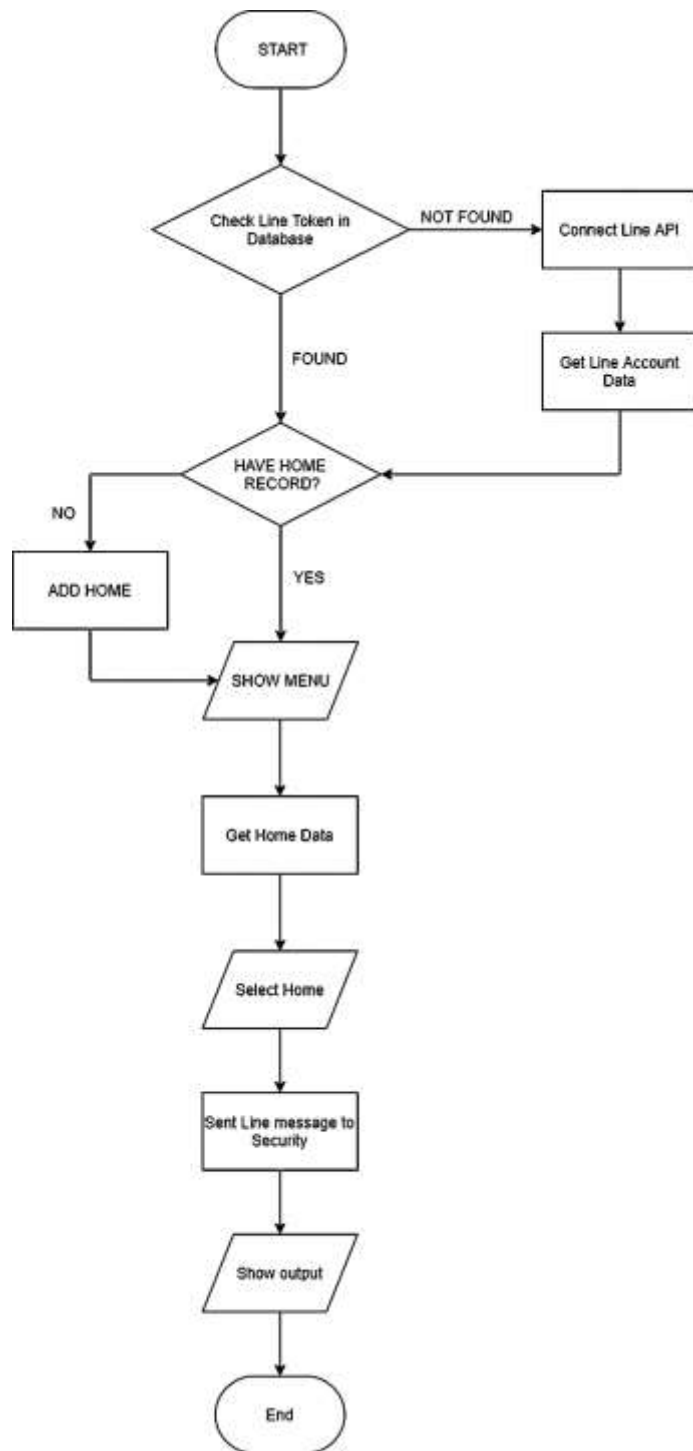 START
Check Line Token in
Database
NOT FOUND
Connect Line API
Get Line Account
Data
FOUND
HAVE HOME
RECORD?
NO
ADD HOME
YES
SHOW MENU
Get Home Data
Select Home
Sent Line message to
Security
Show output
End